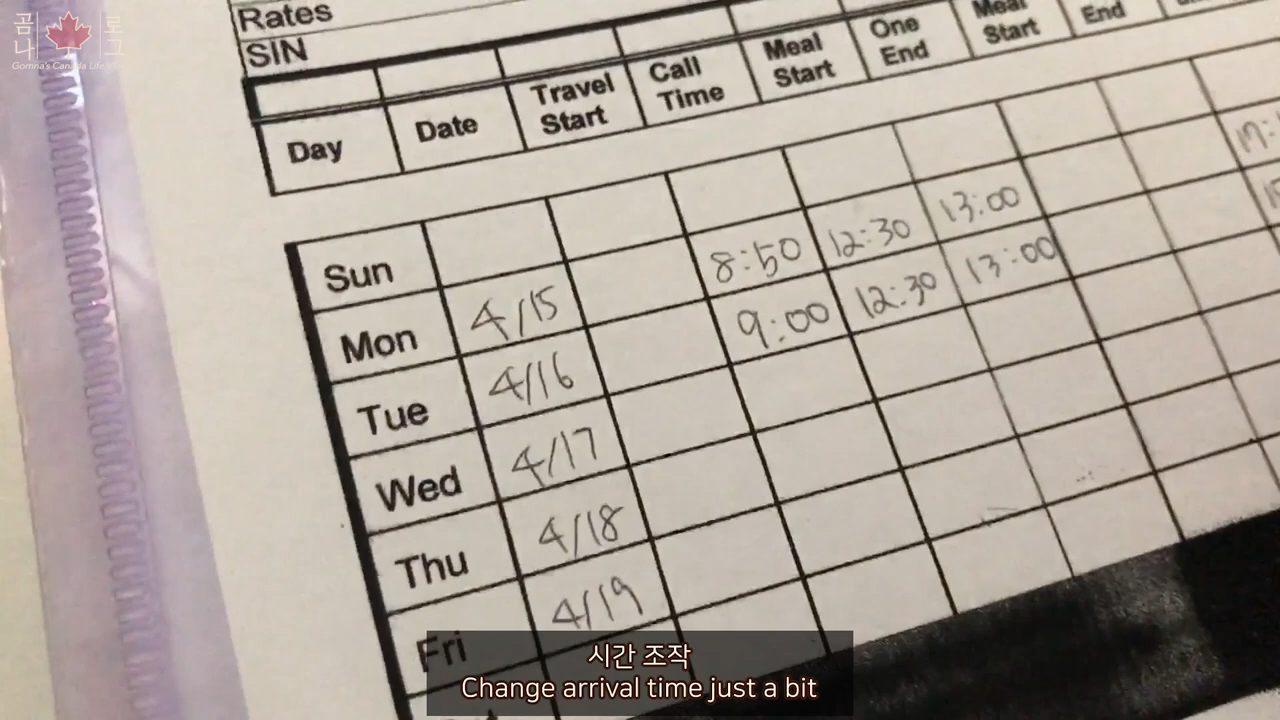 곰 로
나 그
Gomna's Canada Life
Rates
SIN
Day Date Travel Start Call Time Meal Start One End Meal Start End
Sun
Mon 4/15 8:50 12:30 13:00
Tue 4/16 9:00 12:30 13:00
Wed 4/17
Thu 4/18
Fri 4/19
시간 조작
Change arrival time just a bit